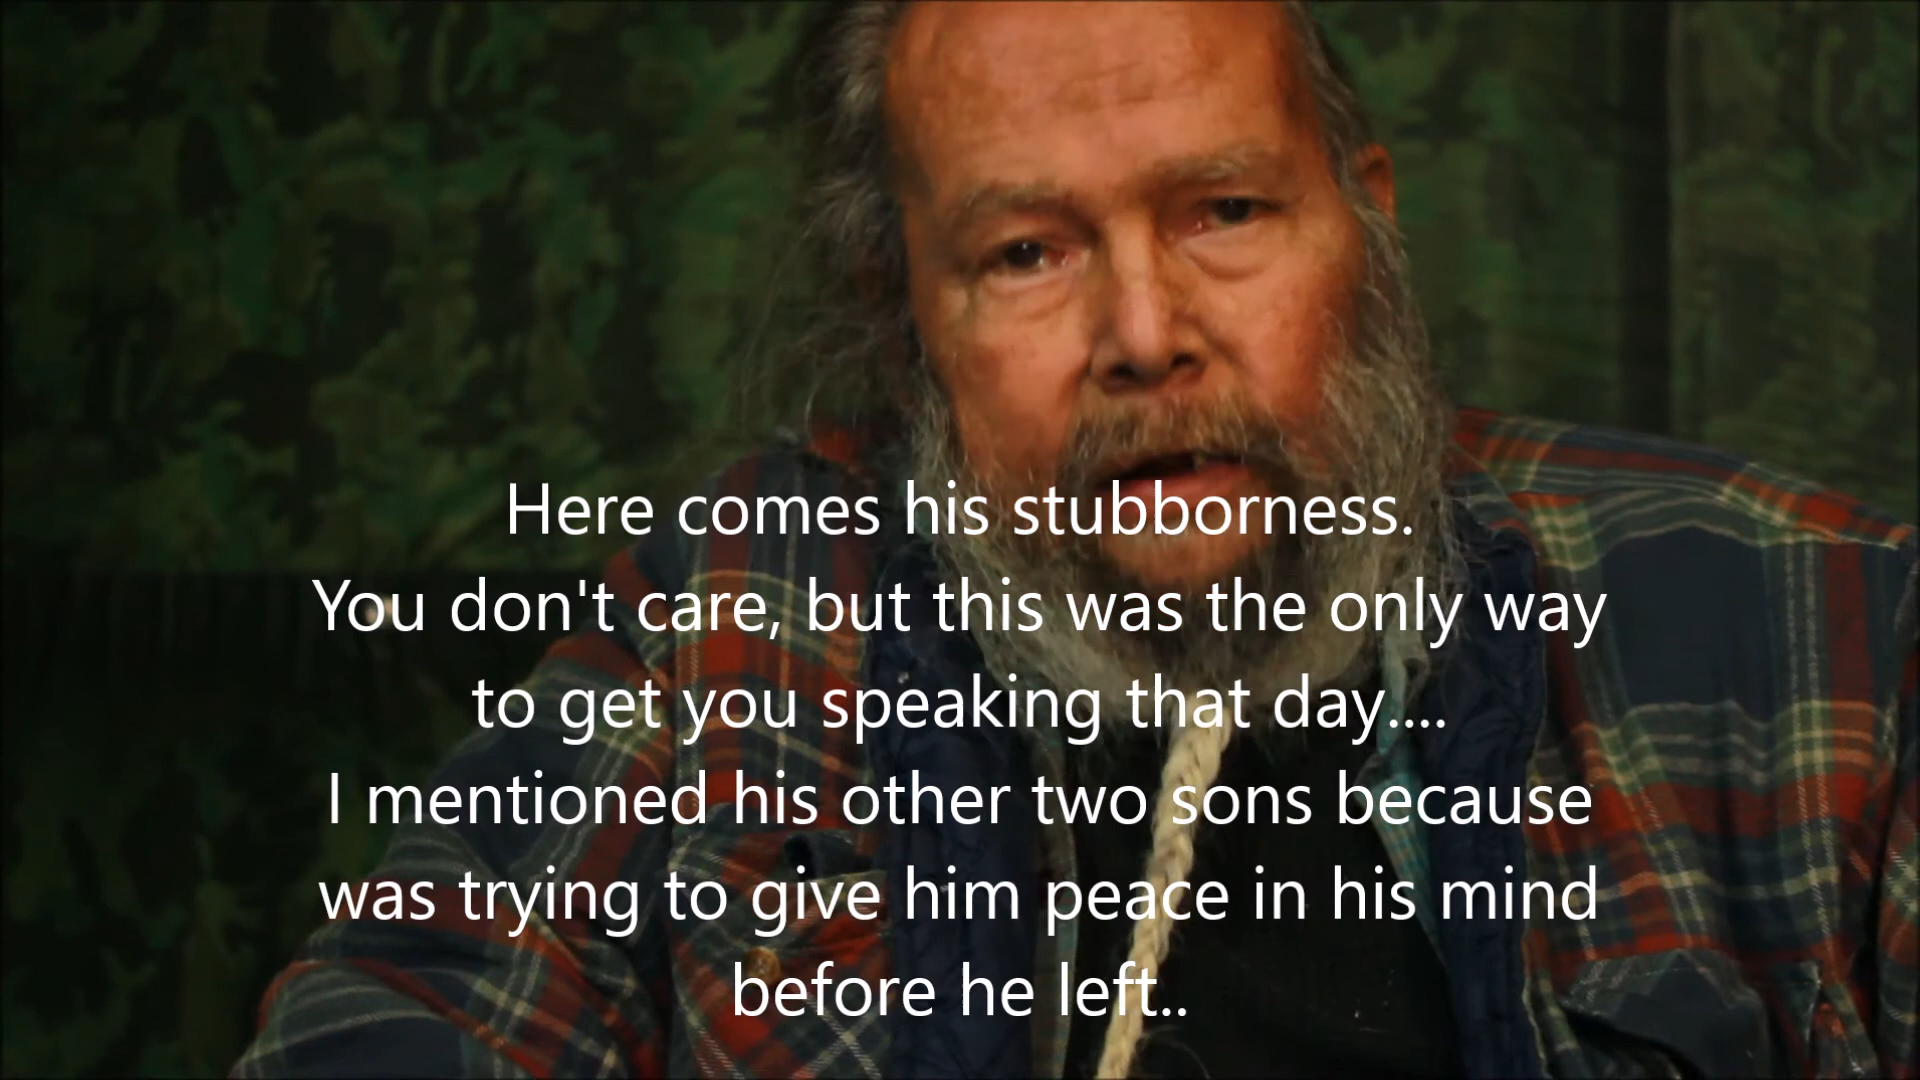 Here comes his stubborness.
You don't care, but this was the only way
to get you speaking that day....
I mentioned his other two sons because
was trying to give him peace in his mind
before he left..